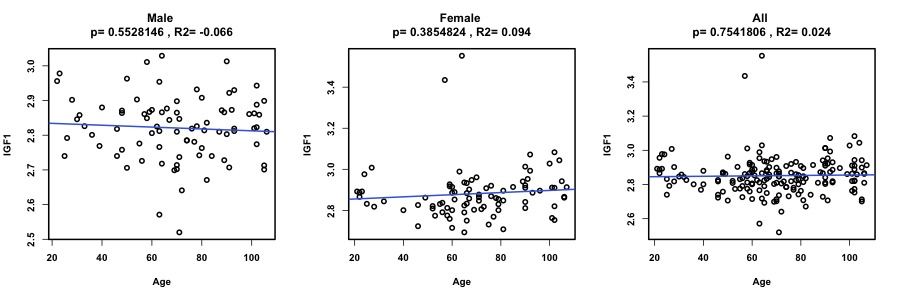 Male
p= 0.5528146 , R2= -0.066
IGF1
2.5 2.6 2.7 2.8 2.9 3.0
20 40 60 80 100
Age
Female
p= 0.3854824 , R2= 0.094
IGF1
2.8 3.0 3.2 3.4
20 40 60 80 100
Age
All
p= 0.7541806 , R2= 0.024
IGF1
2.6 2.8 3.0 3.2 3.4
20 40 60 80 100
Age